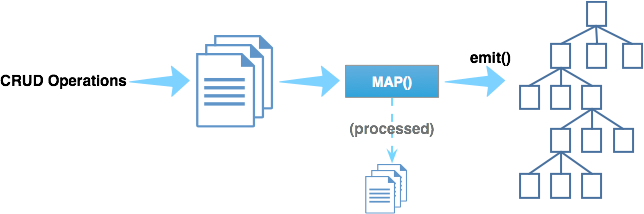 emit()
CRUD Operations
MAP()
(processed)